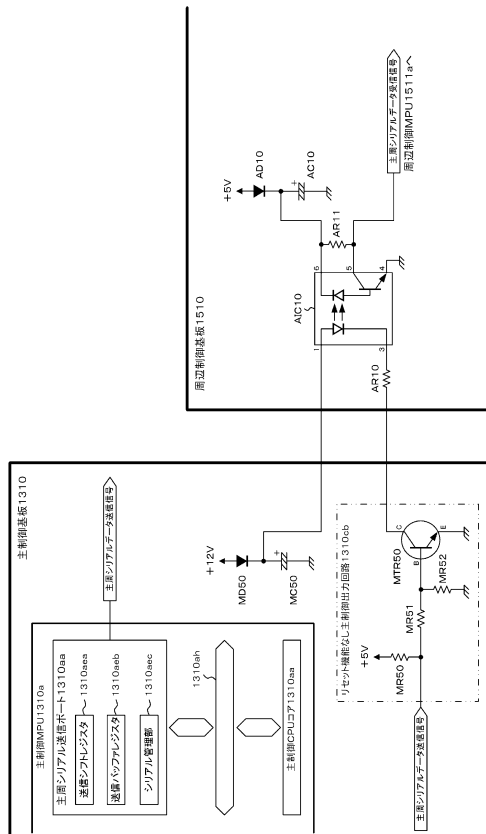 主制御基板1310
主制御MPU1310a
主周シリアル送信ポート1310aa
送信シフトレジスタ
1310aea
送信バッファレジスタ
1310aeb
シリアル管理部
1310aec
1310ah
主制御CPUコア1310aa
主周シリアルデータ送信信号
+12V
MD50
MC50
+
リセット機能なし主制御出力回路1310cb
主周シリアルデータ送信信号
+5V
MR50
MR51
MR52
MTR50
B
C
E
周辺制御基板1510
AR10
AIC10
1
3
4
5
6
AR11
+5V
AD10
AC10
+
主周シリアルデータ受信信号
周辺制御MPU1511aへ